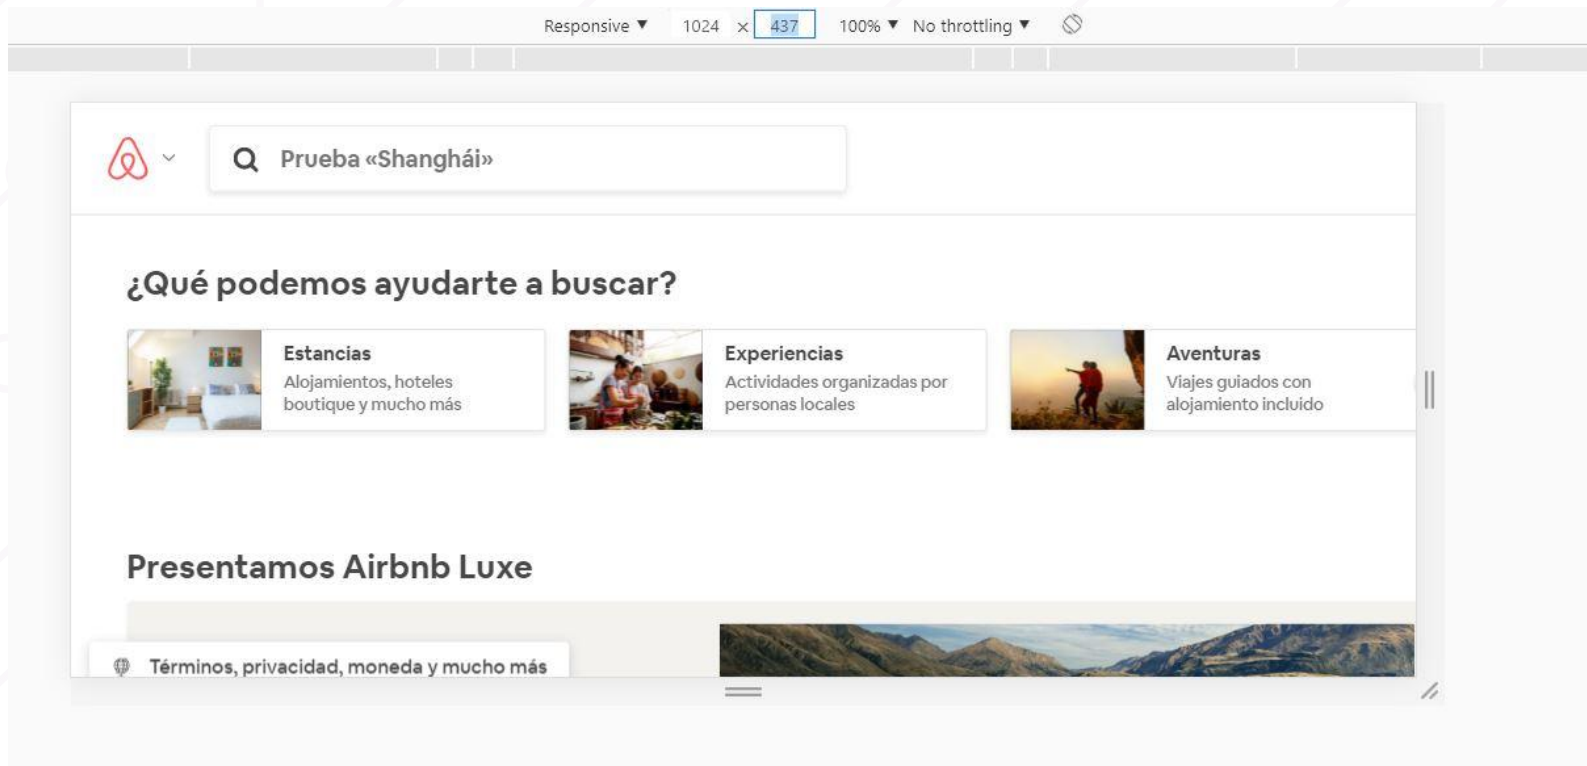 Responsive ▼ 1024 × 437 100% ▼ No throttling ▼
Prueba «Shanghái»
¿Qué podemos ayudarte a buscar?
Estancias
Alojamientos, hoteles
boutique y mucho más
Experiencias
Actividades organizadas por
personas locales
Aventuras
Viajes guiados con
alojamiento incluido
Presentamos Airbnb Luxe
Términos, privacidad, moneda y mucho más